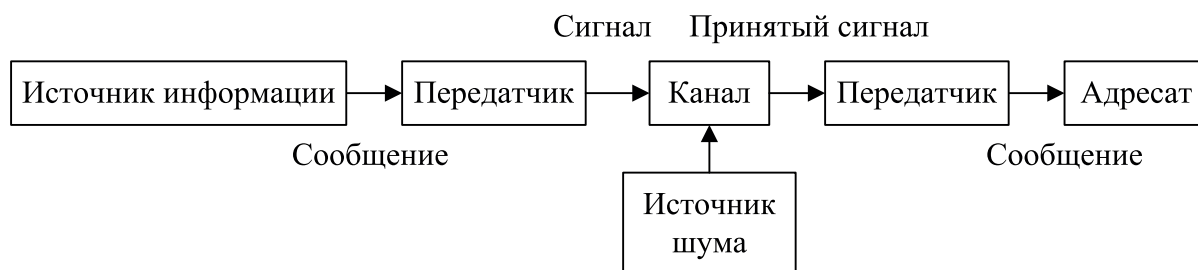 Сигнал Принятый сигнал
Источник информации Передатчик Канал Передатчик Адресат
Сообщение Сообщение
Источник
шума